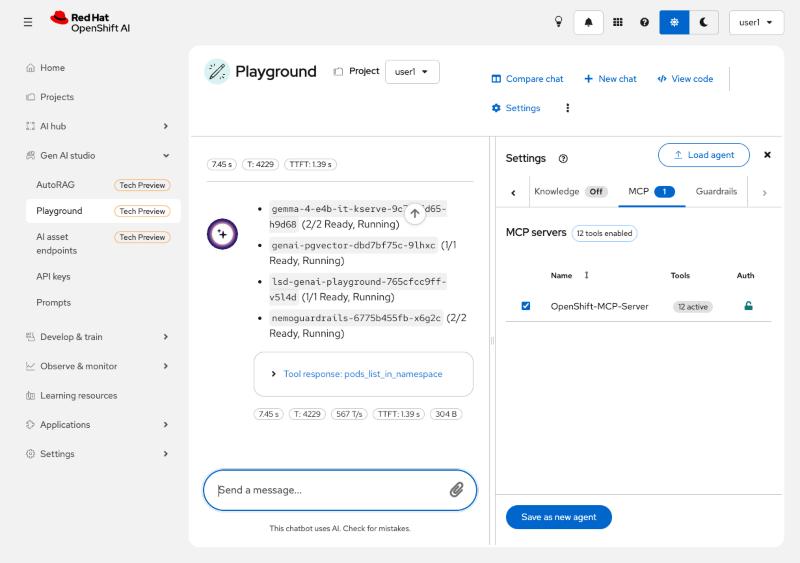 Red Hat
OpenShift AI
user1
Home
Projects
AI hub
Gen AI studio
AutoRAG
Tech Preview
Playground
Tech Preview
AI asset
endpoints
Tech Preview
API keys
Prompts
Develop & train
Observe & monitor
Learning resources
Applications
Settings
Playground
Project
user1
Compare chat
New chat
View code
Settings
7.45 s
T: 4229
TTFT: 1.39 s
gemma-4-e4b-it-kserve-9c
d65-
h9d68 (2/2 Ready, Running)
genai-pgvector-dbd7bf75c-9lhxc (1/1
Ready, Running)
lsd-genai-playground-765cfcc9ff-
v5l4d (1/1 Ready, Running)
nemoguardrails-6775b455fb-x6g2c (2/2
Ready, Running)
Tool response: pods_list_in_namespace
7.45 s
T: 4229
567 T/s
TTFT: 1.39 s
304 B
Send a message...
This chatbot uses AI. Check for mistakes.
Settings
Load agent
Knowledge Off
MCP 1
Guardrails
MCP servers 12 tools enabled
Name
Tools
Auth
OpenShift-MCP-Server
12 active
Save as new agent